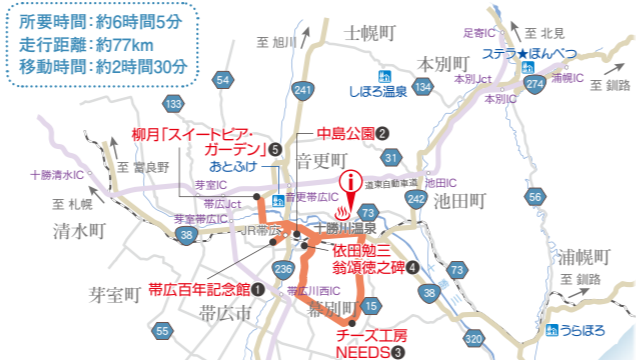 所要時間：約6時間5分
走行距離：約77km
移動時間：約2時間30分
至 旭川
士幌町
足寄IC
至 北見
ステラ★ほんべつ
本別町
本別Jct
浦幌IC
274
至 釧路
本別IC
しほろ温泉
134
54
241
133
柳月「スイートピア・
ガーデン」❺
中島公園❷
音更町
おとふけ
31
道東自動車道
池田IC
至 富良野
十勝清水IC
芽室IC
音更帯広IC
242
池田町
56
至 札幌
帯広Jct
芽室帯広IC
73
清水町
38
JR帯広
十勝川温泉
依田勉三
翁頌徳之碑❹
十勝川
73
浦幌町
至 釧路
236
帯広百年記念館❶
帯広川西IC
幕別町
15
38
芽室町
帯広市
55
チーズ工房
NEEDS❸
320
うらほろ